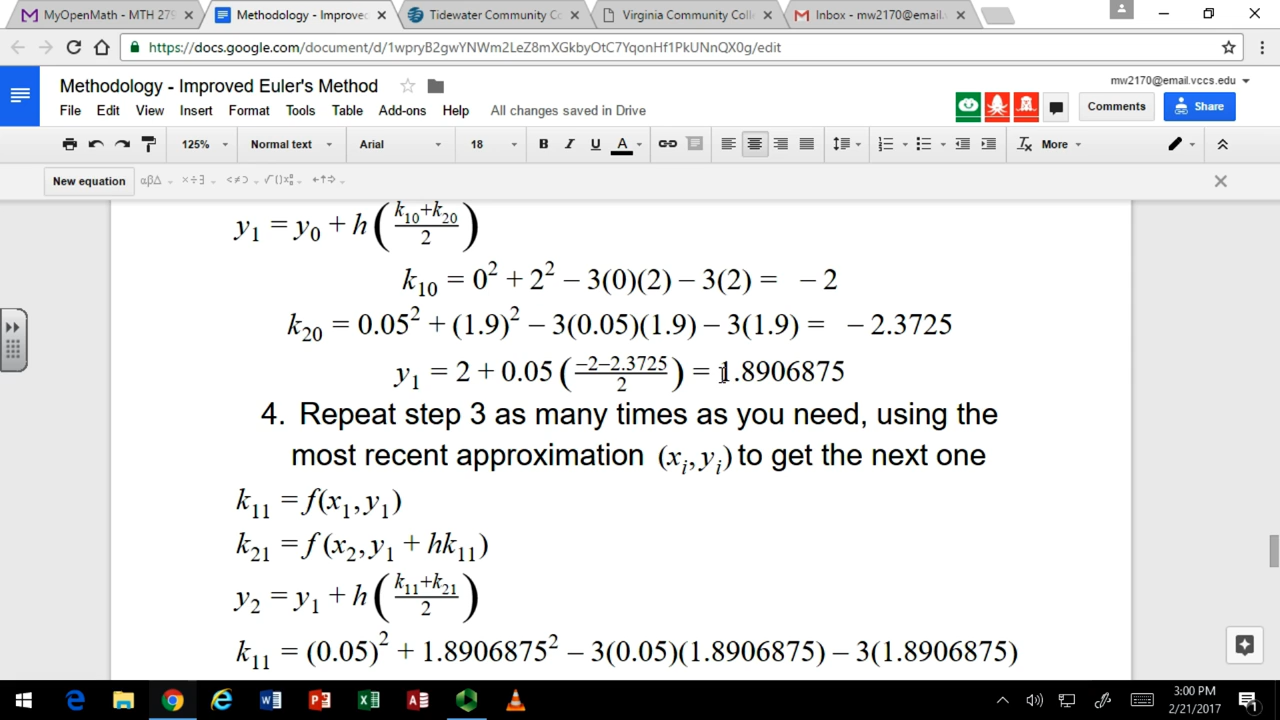 MyOpenMath - MTH 279
Methodology - Improved
Tidewater Community Co
Virginia Community Coll
Inbox - mw2170@email.
https://docs.google.com/document/d/1wpryB2gwYNWm2LeZ8mXGkbyOtC7YqonHf1PkUNnQX0g/edit
Methodology - Improved Euler's Method
mw2170@email.vccs.edu
File Edit View Insert Format Tools Table Add-ons Help All changes saved in Drive
Comments Share
125% Normal text Arial 18 B I U A More
New equation αβΔ ×÷∃ <≠⊃ √()
y₁ = y₀ + h((k₁₀+k₂₀)/2)
k₁₀ = 0² + 2² – 3(0)(2) – 3(2) = – 2
k₂₀ = 0.05² + (1.9)² – 3(0.05)(1.9) – 3(1.9) = – 2.3725
y₁ = 2 + 0.05((–2–2.3725)/2) = 1.8906875
4. Repeat step 3 as many times as you need, using the
most recent approximation (xᵢ, yᵢ) to get the next one
k₁₁ = f(x₁, y₁)
k₂₁ = f(x₂, y₁ + hk₁₁)
y₂ = y₁ + h((k₁₁+k₂₁)/2)
k₁₁ = (0.05)² + 1.8906875² – 3(0.05)(1.8906875) – 3(1.8906875)
3:00 PM
2/21/2017